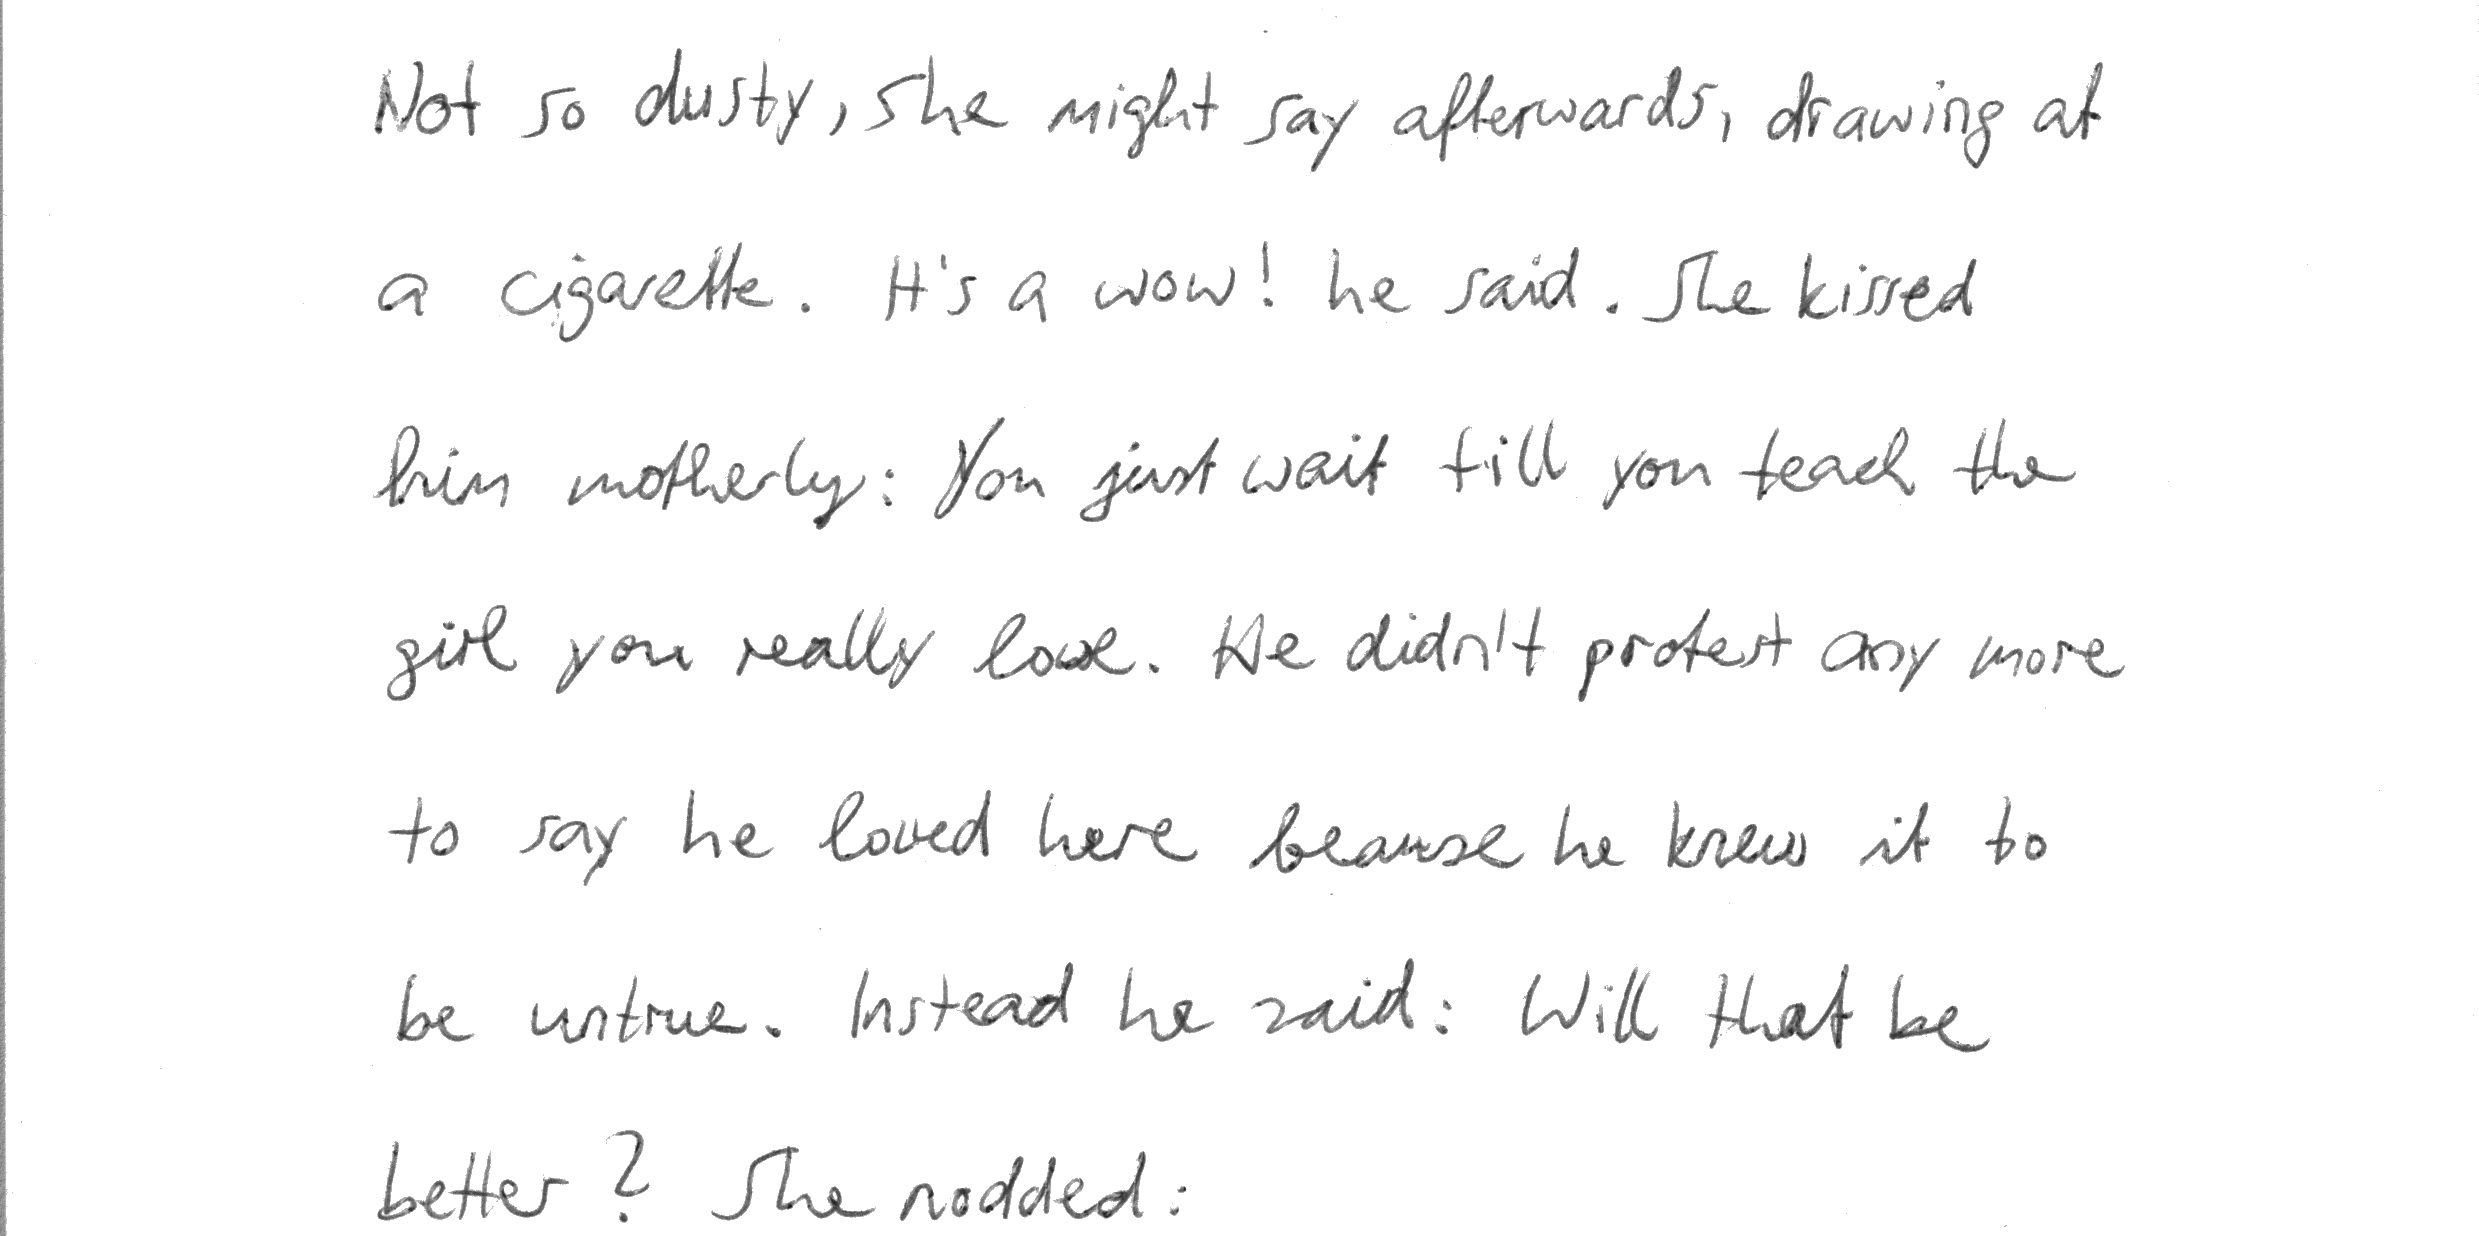 Not so dusty, she might say afterwards, drawing at
a cigarette. It's a wow! he said. She kissed
him motherly: You just wait till you teach the
girl you really love. He didn't protest any more
to say he loved here because he knew it to
be untrue. Instead he said: Will that be
better? She nodded: